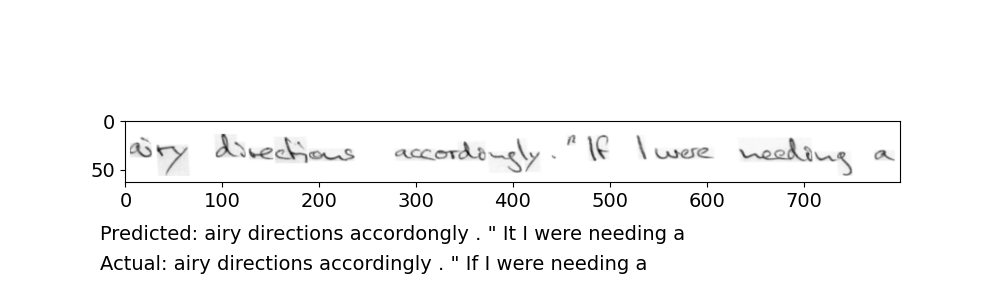 0
airy directions accordongly . " If I were needing a
50
0 100 200 300 400 500 600 700
Predicted: airy directions accordongly . " It I were needing a
Actual: airy directions accordingly . " If I were needing a